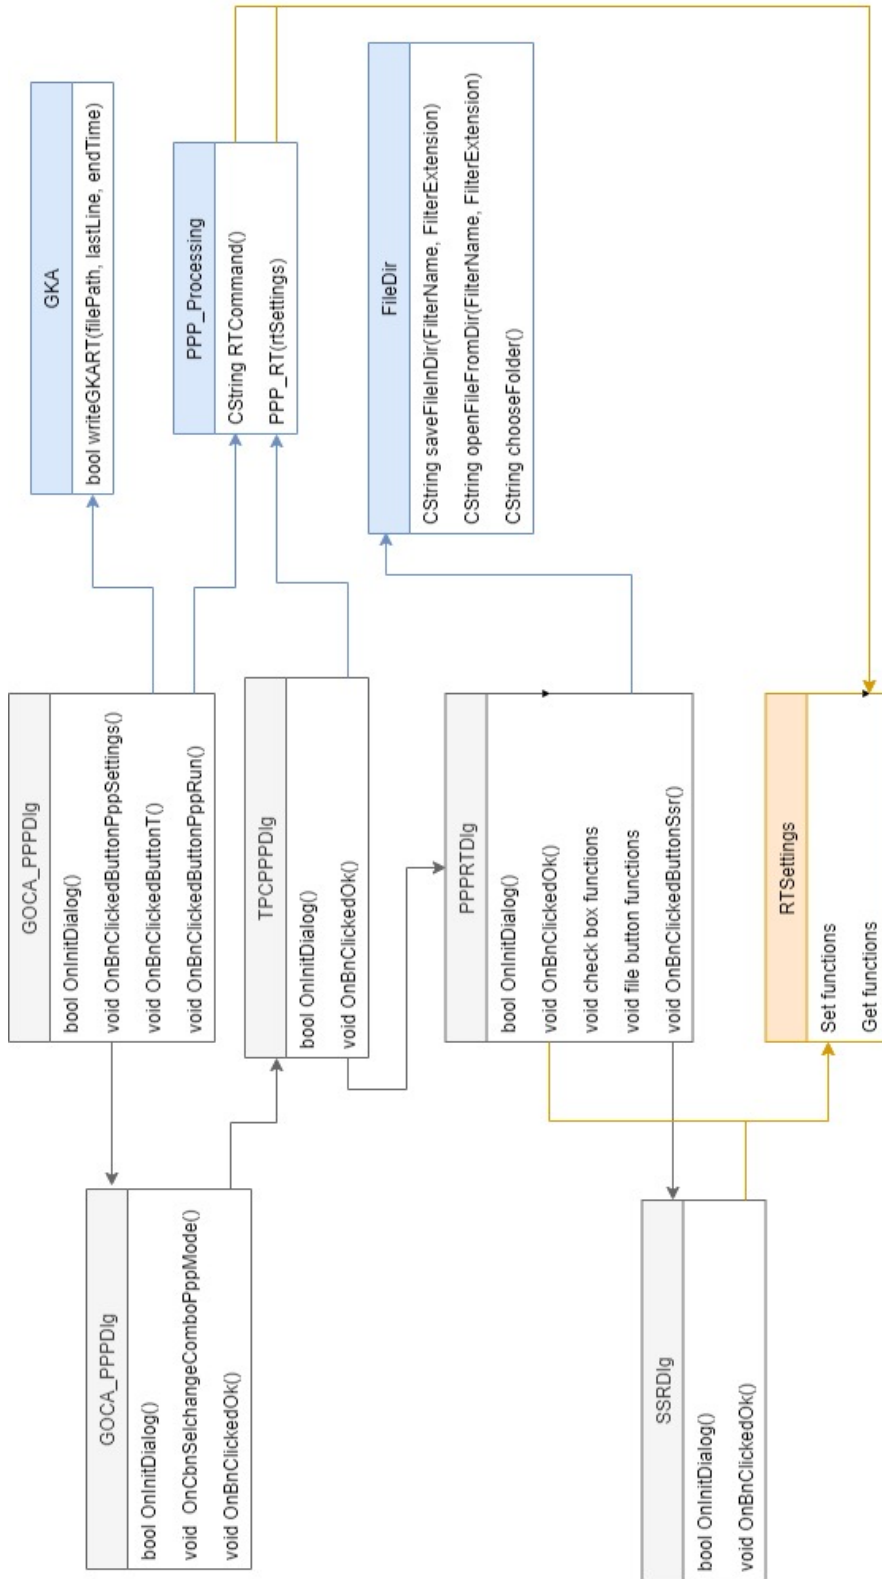 GOCA_PPPDlg
bool OnInitDialog()
void OnCbnSelchangeComboPppMode()
void OnBnClickedOk()
GOCA_PPPDlg
bool OnInitDialog()
void OnBnClickedButtonPppSettings()
void OnBnClickedButtonT()
void OnBnClickedButtonPppRun()
GKA
bool writeGKART(filePath, lastLine, endTime)
PPP_Processing
CString RTCommand()
PPP_RT(rtSettings)
TPCPPPDlg
bool OnInitDialog()
void OnBnClickedOk()
FileDir
CString saveFileInDir(FilterName, FilterExtension)
CString openFileFromDir(FilterName, FilterExtension)
CString chooseFolder()
PPPRTDlg
bool OnInitDialog()
void OnBnClickedOk()
void check box functions
void file button functions
void OnBnClickedButtonSsr()
SSRDlg
bool OnInitDialog()
void OnBnClickedOk()
RTSettings
Set functions
Get functions